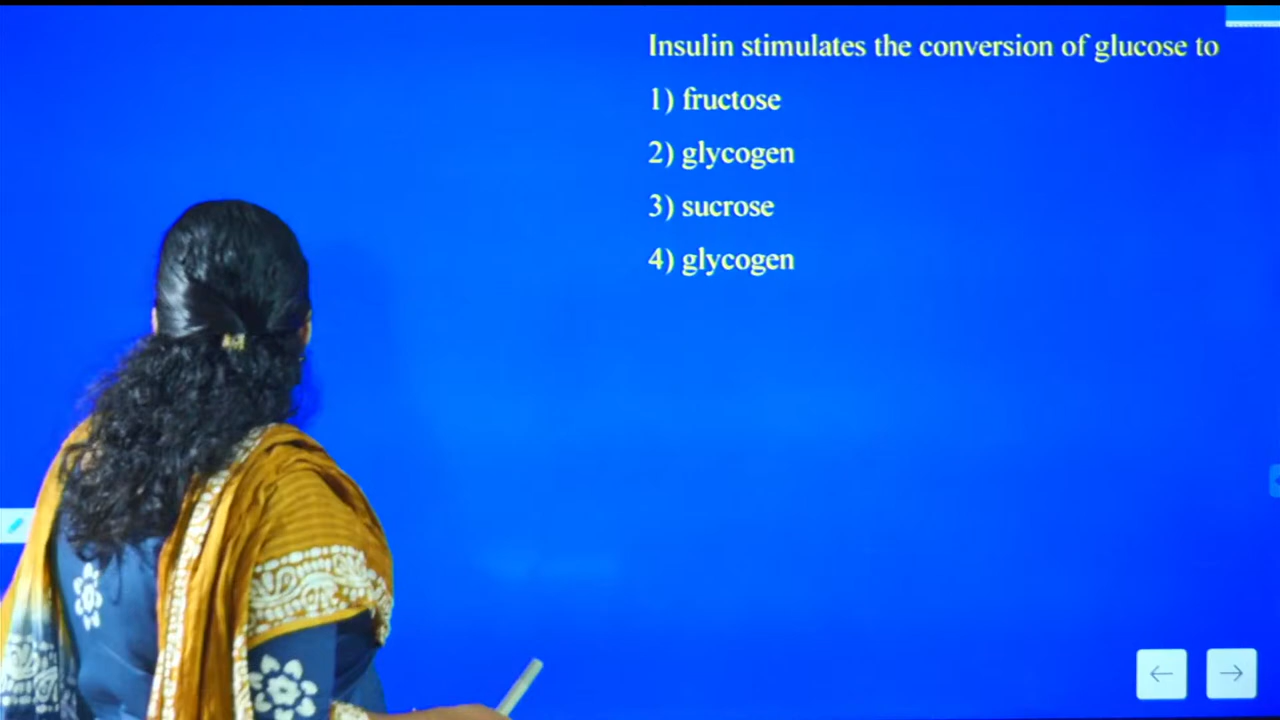 Insulin stimulates the conversion of glucose to
1) fructose
2) glycogen
3) sucrose
4) glycogen